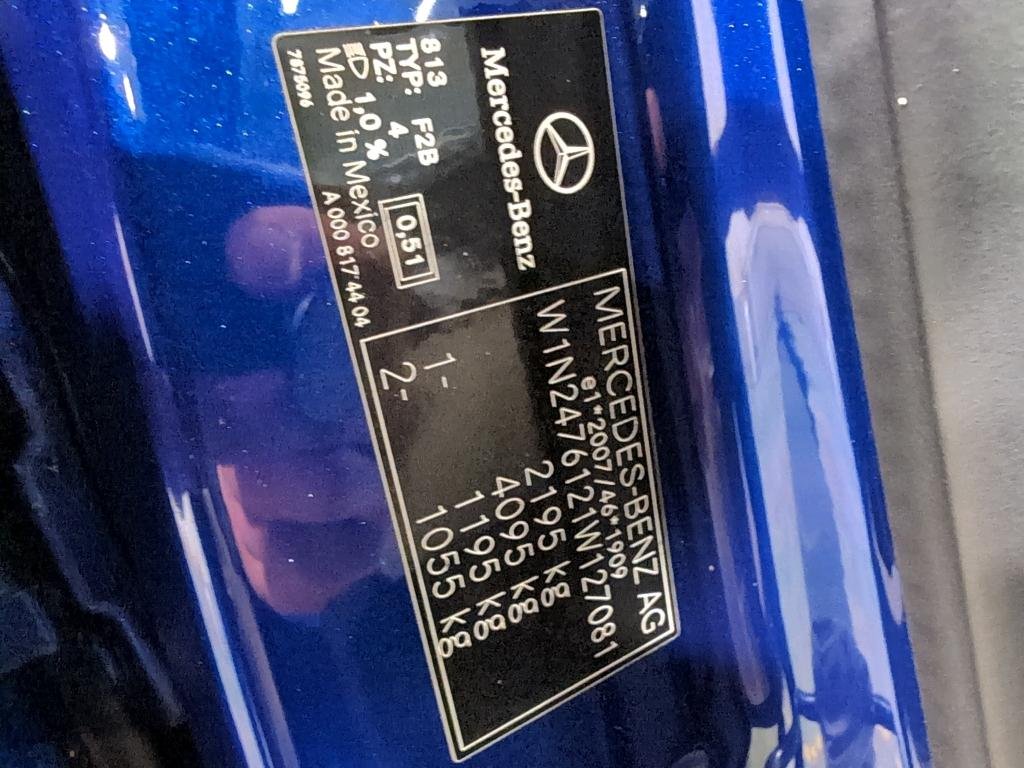 Mercedes-Benz
813
TYP: F2B
PZ: 4
1,0 %
0,51
Made in Mexico
A 000 817 44 04
7876096
MERCEDES-BENZ AG
e1*2007/46*1909
W1N2476121W127081
2195 kg
4095 kg
1- 1195 kg
2- 1055 kg